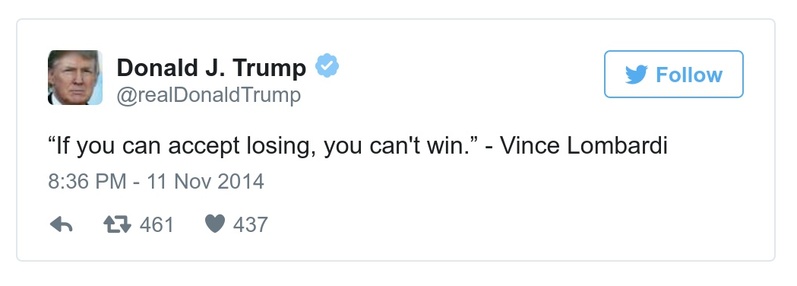 Donald J. Trump
@realDonaldTrump
Follow
“If you can accept losing, you can't win.” - Vince Lombardi
8:36 PM - 11 Nov 2014
461 437